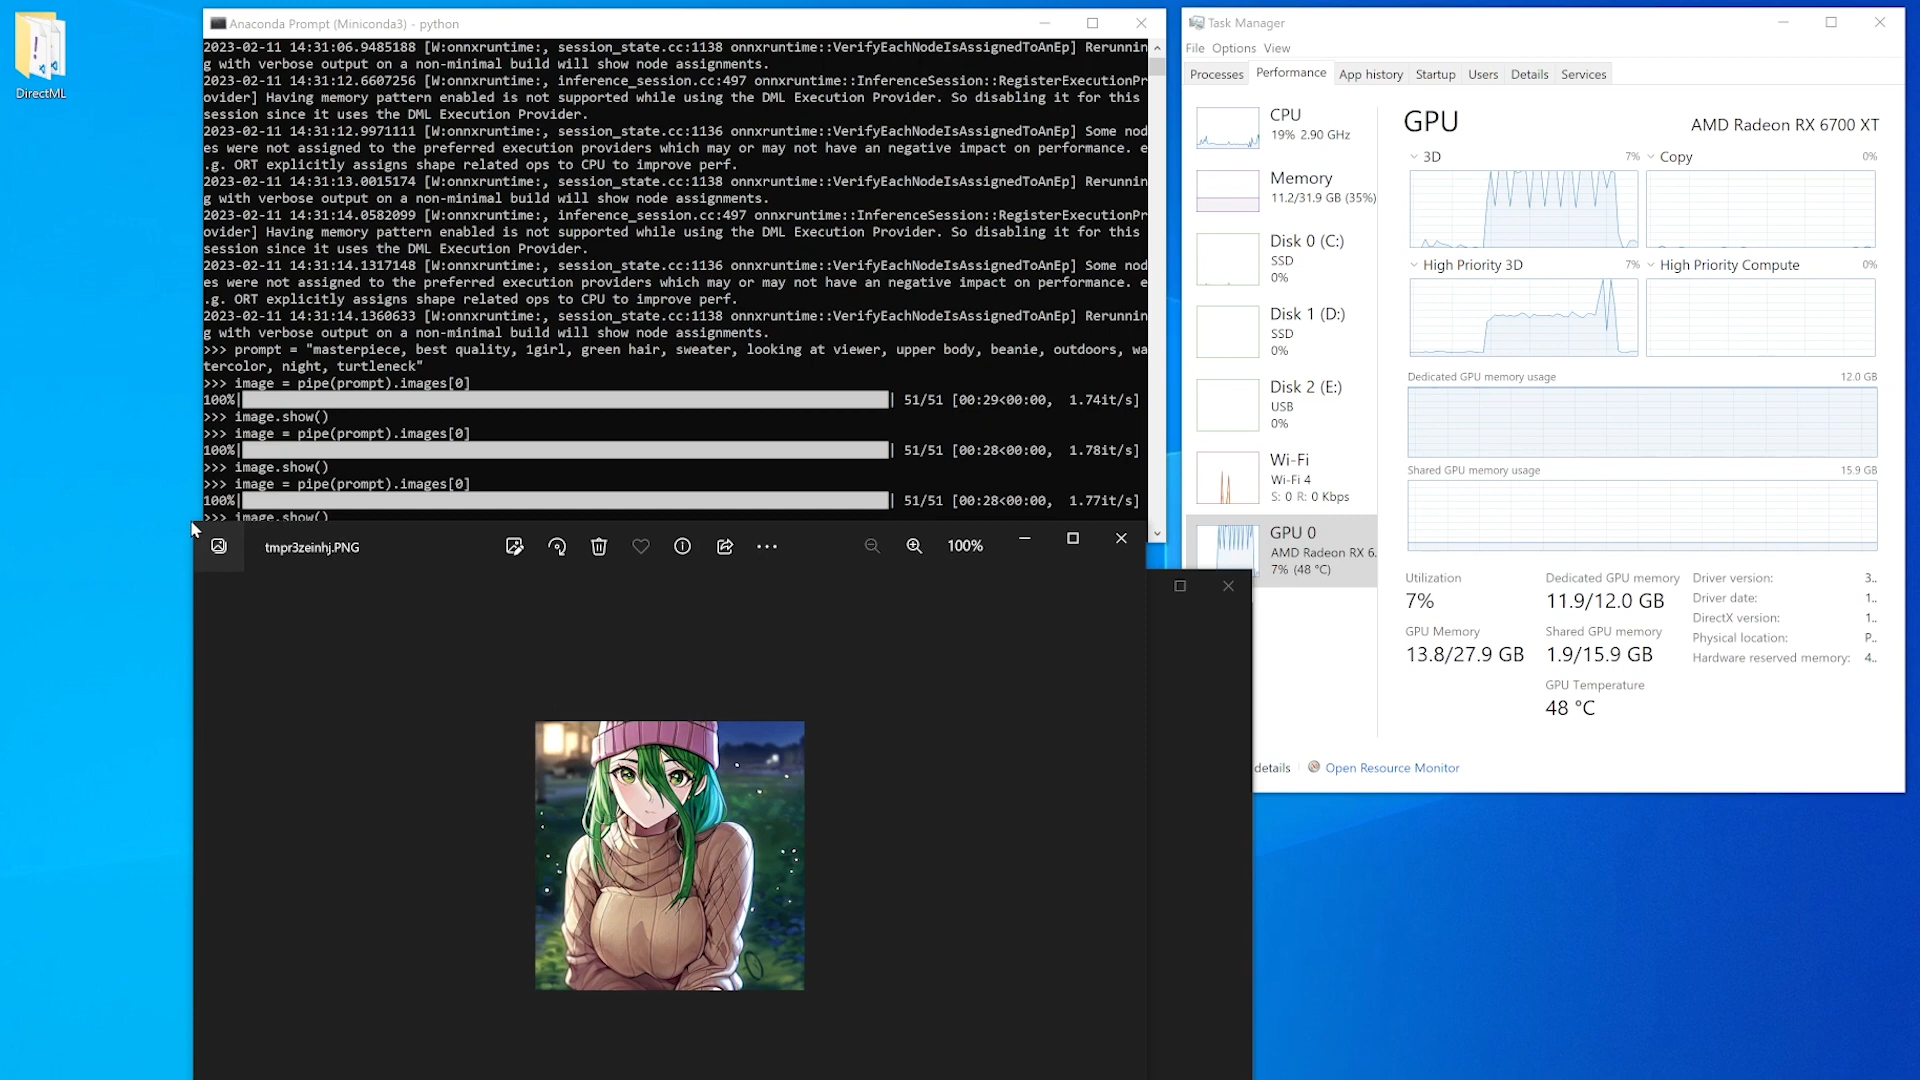 DirectML
Anaconda Prompt (Miniconda3) - python
2023-02-11 14:31:06.9485188 [W:onnxruntime:, session_state.cc:1138 onnxruntime::VerifyEachNodeIsAssignedToAnEp] Rerunnin
g with verbose output on a non-minimal build will show node assignments.
2023-02-11 14:31:12.6607256 [W:onnxruntime:, inference_session.cc:497 onnxruntime::InferenceSession::RegisterExecutionPr
ovider] Having memory pattern enabled is not supported while using the DML Execution Provider. So disabling it for this
session since it uses the DML Execution Provider.
2023-02-11 14:31:12.9971111 [W:onnxruntime:, session_state.cc:1136 onnxruntime::VerifyEachNodeIsAssignedToAnEp] Some nod
es were not assigned to the preferred execution providers which may or may not have an negative impact on performance. e
.g. ORT explicitly assigns shape related ops to CPU to improve perf.
2023-02-11 14:31:13.0015174 [W:onnxruntime:, session_state.cc:1138 onnxruntime::VerifyEachNodeIsAssignedToAnEp] Rerunnin
g with verbose output on a non-minimal build will show node assignments.
2023-02-11 14:31:14.0582099 [W:onnxruntime:, inference_session.cc:497 onnxruntime::InferenceSession::RegisterExecutionPr
ovider] Having memory pattern enabled is not supported while using the DML Execution Provider. So disabling it for this
session since it uses the DML Execution Provider.
2023-02-11 14:31:14.1317148 [W:onnxruntime:, session_state.cc:1136 onnxruntime::VerifyEachNodeIsAssignedToAnEp] Some nod
es were not assigned to the preferred execution providers which may or may not have an negative impact on performance. e
.g. ORT explicitly assigns shape related ops to CPU to improve perf.
2023-02-11 14:31:14.1360633 [W:onnxruntime:, session_state.cc:1138 onnxruntime::VerifyEachNodeIsAssignedToAnEp] Rerunnin
g with verbose output on a non-minimal build will show node assignments.
>>> prompt = "masterpiece, best quality, 1girl, green hair, sweater, looking at viewer, upper body, beanie, outdoors, wa
tercolor, night, turtleneck"
>>> image = pipe(prompt).images[0]
100%| | 51/51 [00:29<00:00, 1.74it/s]
>>> image.show()
>>> image = pipe(prompt).images[0]
100%| | 51/51 [00:28<00:00, 1.78it/s]
>>> image.show()
>>> image = pipe(prompt).images[0]
100%| | 51/51 [00:28<00:00, 1.77it/s]
>>> image.show()
tmpr3zeinhj.PNG
100%
Task Manager
File Options View
Processes Performance App history Startup Users Details Services
CPU
19% 2.90 GHz
Memory
11.2/31.9 GB (35%)
Disk 0 (C:)
SSD
0%
Disk 1 (D:)
SSD
0%
Disk 2 (E:)
USB
0%
Wi-Fi
Wi-Fi 4
S: 0 R: 0 Kbps
GPU 0
AMD Radeon RX 6.
7% (48 °C)
GPU
AMD Radeon RX 6700 XT
3D 7%
Copy 0%
High Priority 3D 7%
High Priority Compute 0%
Dedicated GPU memory usage 12.0 GB
Shared GPU memory usage 15.9 GB
Utilization
7%
GPU Memory
13.8/27.9 GB
Dedicated GPU memory
11.9/12.0 GB
Shared GPU memory
1.9/15.9 GB
GPU Temperature
48 °C
Driver version: 3..
Driver date: 1..
DirectX version: 1..
Physical location: P..
Hardware reserved memory: 4..
details
Open Resource Monitor